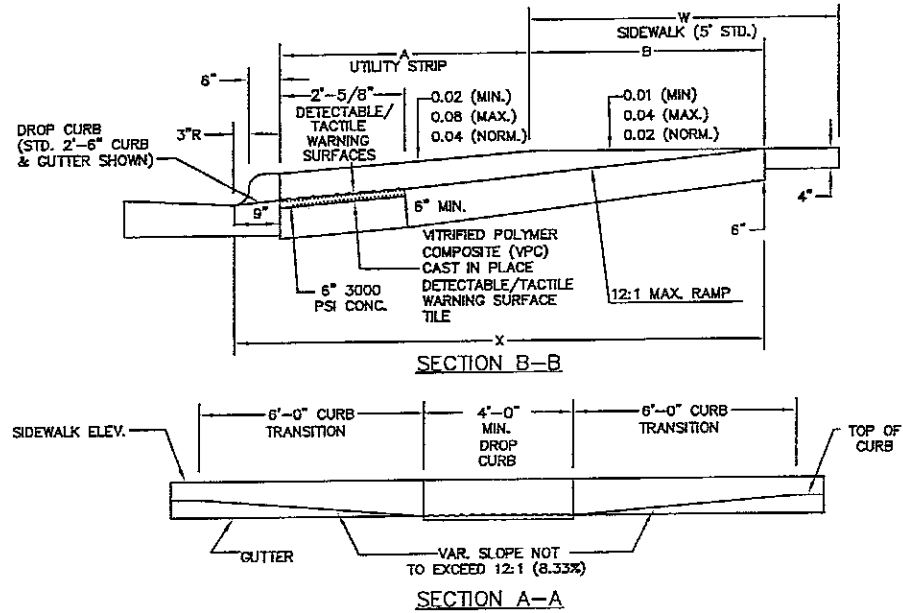 W
SIDEWALK (5' STD.)
A
UTILITY STRIP
B
6"
2'-5/8"
DETECTABLE/
TACTILE
WARNING
SURFACES
0.02 (MIN.)
0.08 (MAX.)
0.04 (NORM.)
0.01 (MIN)
0.04 (MAX.)
0.02 (NORM.)
DROP CURB
(STD. 2'-6" CURB
& GUTTER SHOWN)
3"R
9"
6" MIN.
4"
6"
VITRIFIED POLYMER
COMPOSITE (VPC)
CAST IN PLACE
DETECTABLE/TACTILE
WARNING SURFACE
TILE
6" 3000
PSI CONC.
12:1 MAX. RAMP
X
SECTION B-B
6'-0" CURB
TRANSITION
4'-0"
MIN.
DROP
CURB
6'-0" CURB
TRANSITION
SIDEWALK ELEV.
TOP OF
CURB
GUTTER
VAR. SLOPE NOT
TO EXCEED 12:1 (8.33%)
SECTION A-A